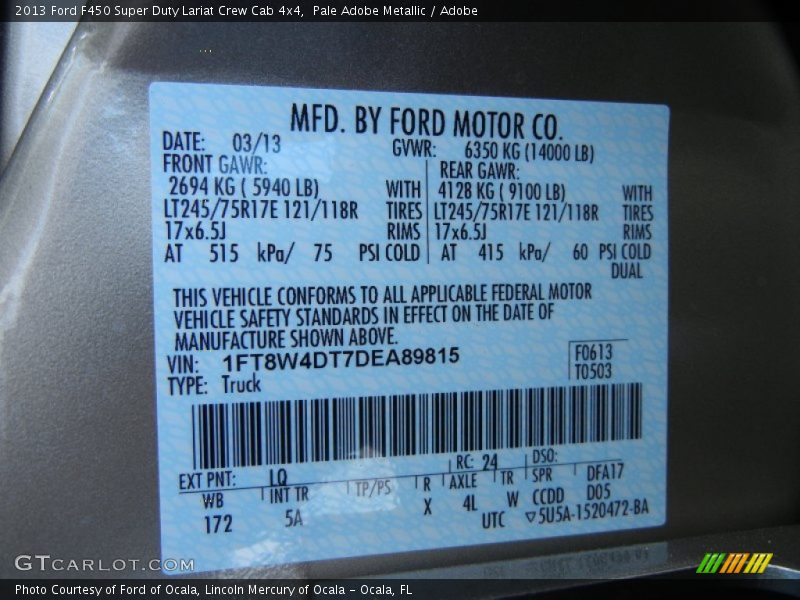 2013 Ford F450 Super Duty Lariat Crew Cab 4x4, Pale Adobe Metallic / Adobe
MFD. BY FORD MOTOR CO.
DATE: 03/13 GVWR: 6350 KG (14000 LB)
FRONT GAWR: REAR GAWR:
2694 KG ( 5940 LB) WITH 4128 KG ( 9100 LB) WITH
LT245/75R17E 121/118R TIRES LT245/75R17E 121/118R TIRES
17x6.5J RIMS 17x6.5J RIMS
AT 515 kPa/ 75 PSI COLD AT 415 kPa/ 60 PSI COLD
DUAL
THIS VEHICLE CONFORMS TO ALL APPLICABLE FEDERAL MOTOR
VEHICLE SAFETY STANDARDS IN EFFECT ON THE DATE OF
MANUFACTURE SHOWN ABOVE.
VIN: 1FT8W4DT7DEA89815 F0613
TYPE: Truck T0503
EXT PNT: LQ RC: 24 DSO:
WB INT TR TP/PS R AXLE TR SPR DFA17
172 5A X 4L W CCDD D05
UTC ▽5U5A-1520472-BA
GTCARLOT.COM
Photo Courtesy of Ford of Ocala, Lincoln Mercury of Ocala – Ocala, FL